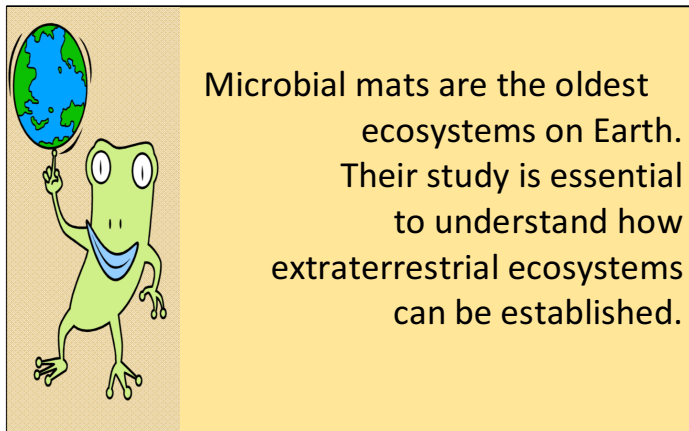 Microbial mats are the oldest
ecosystems on Earth.
Their study is essential
to understand how
extraterrestrial ecosystems
can be established.